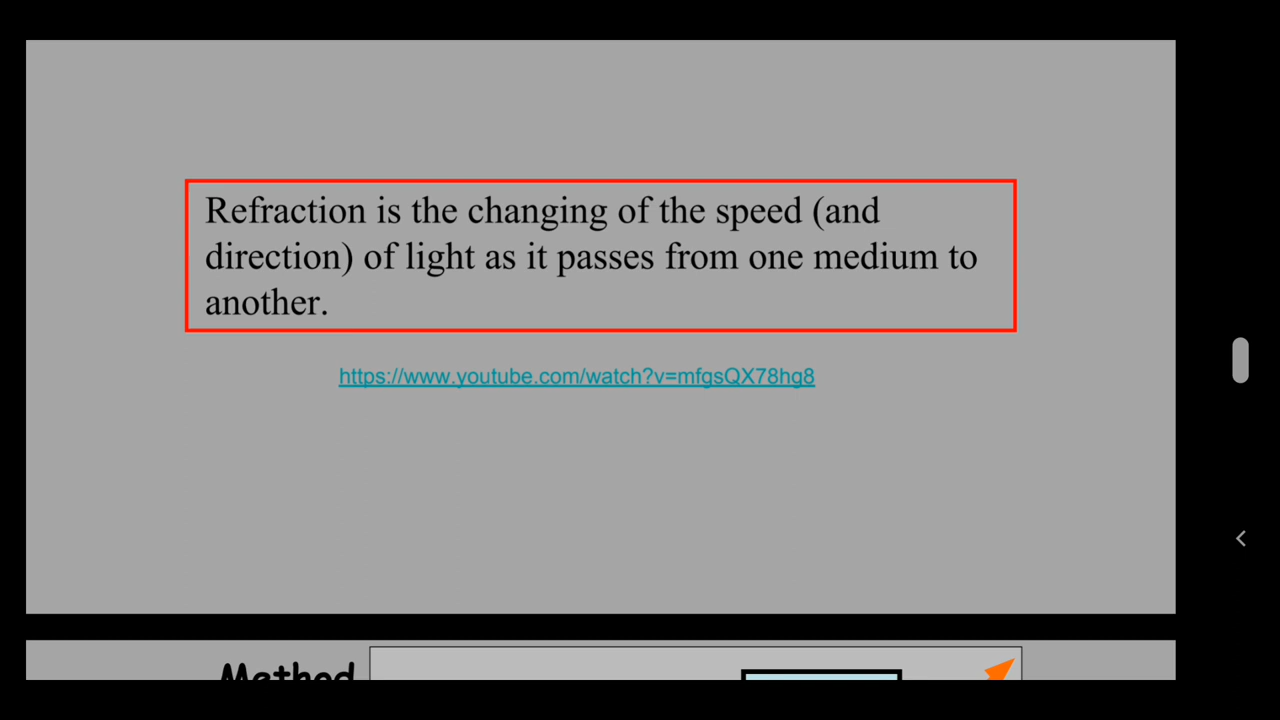 Refraction is the changing of the speed (and
direction) of light as it passes from one medium to
another.
https://www.youtube.com/watch?v=mfgsQX78hg8
Method